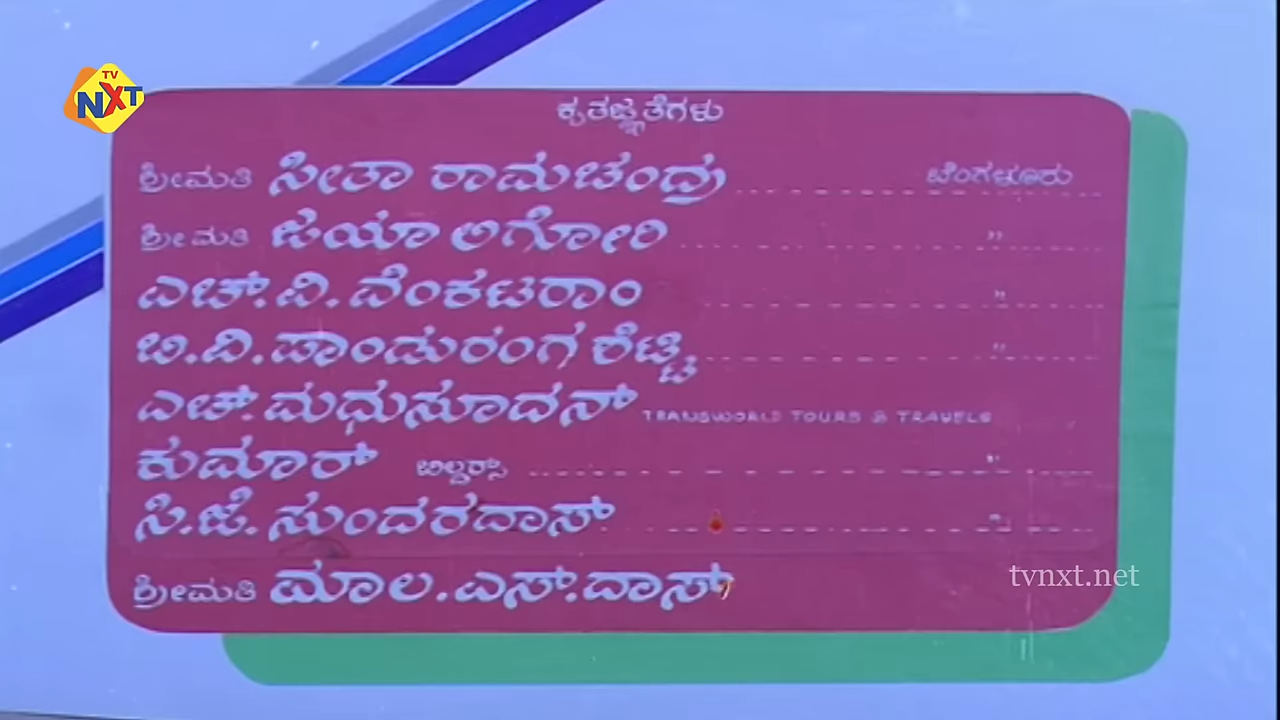 TV NXT
ಕೃತಜ್ಞತೆಗಳು
ಶ್ರೀಮತಿ ಸೀತಾ ರಾಮಚಂದ್ರು ಬೆಂಗಳೂರು
ಶ್ರೀಮತಿ ಜಯಾ ಲಿಗೋರಿ "
ಎಚ್. ವಿ. ವೆಂಕಟರಾಂ "
ಬಿ. ವಿ. ಪಾಂಡುರಂಗ ಶೆಟ್ಟಿ "
ಎಚ್. ಮಧುಸೂದನ್ TRANSWORLD TOURS & TRAVELS
ಕುಮಾರ್ ಬಿಲ್ಡರ್ಸ್ "
ಸಿ. ಜೆ. ಸುಂದರದಾಸ್ "
ಶ್ರೀಮತಿ ಮಾಲ. ಎಸ್. ದಾಸ್
tvnxt.net